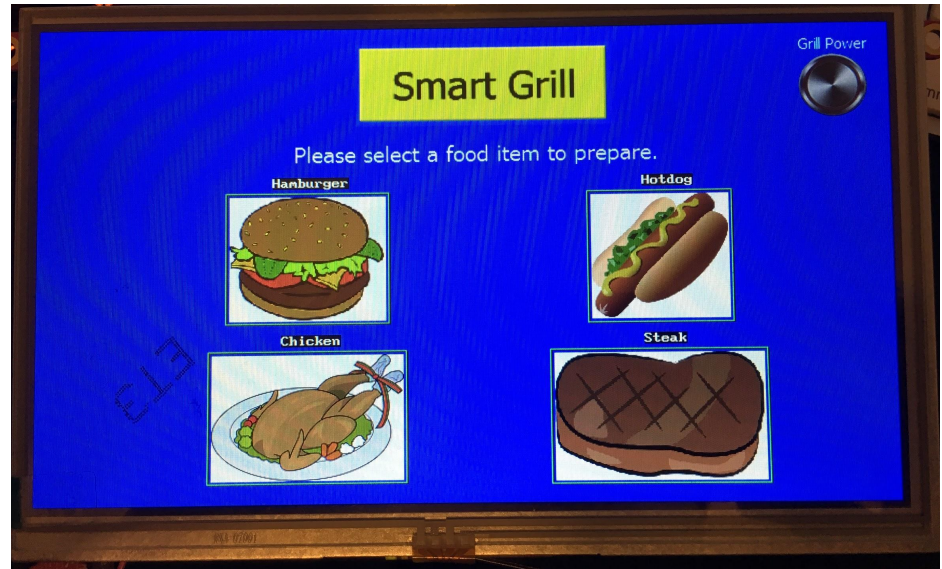 Grill Power
Smart Grill
Please select a food item to prepare.
Hamburger
Hotdog
Chicken
Steak